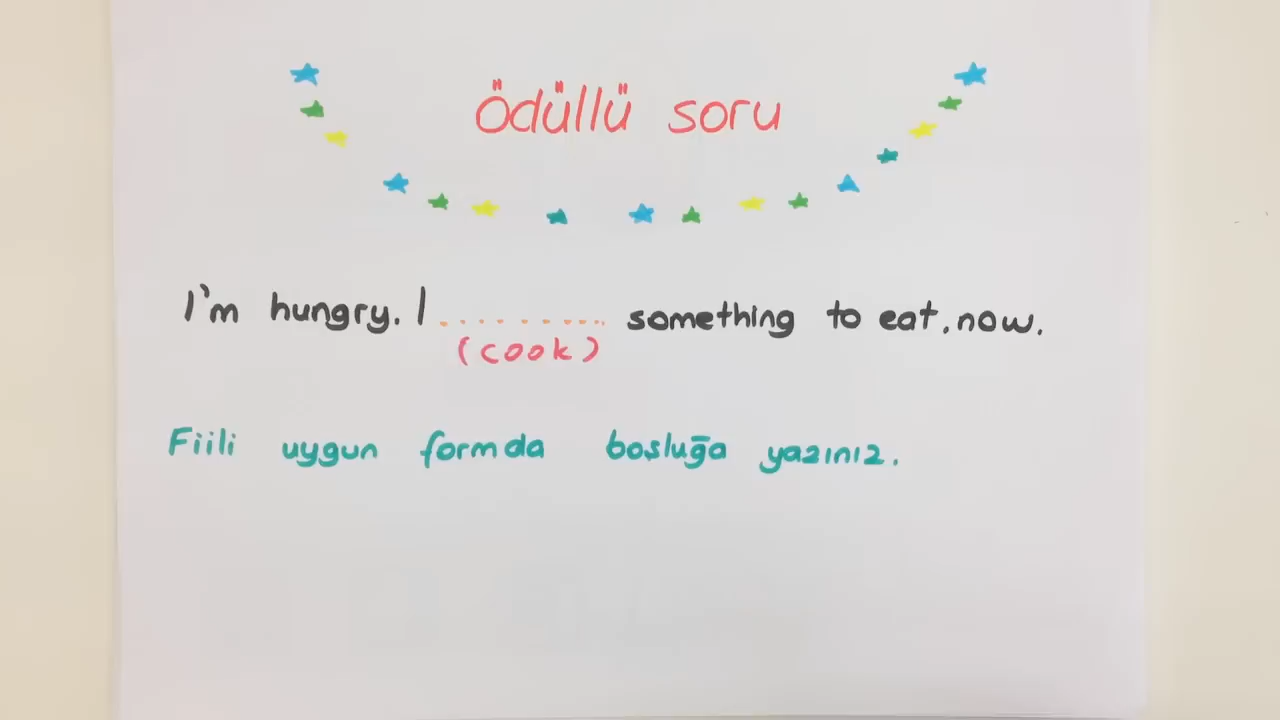 Ödüllü soru
I'm hungry. I ......... something to eat, now.
(cook)
Fiili uygun formda boşluğa yazınız.